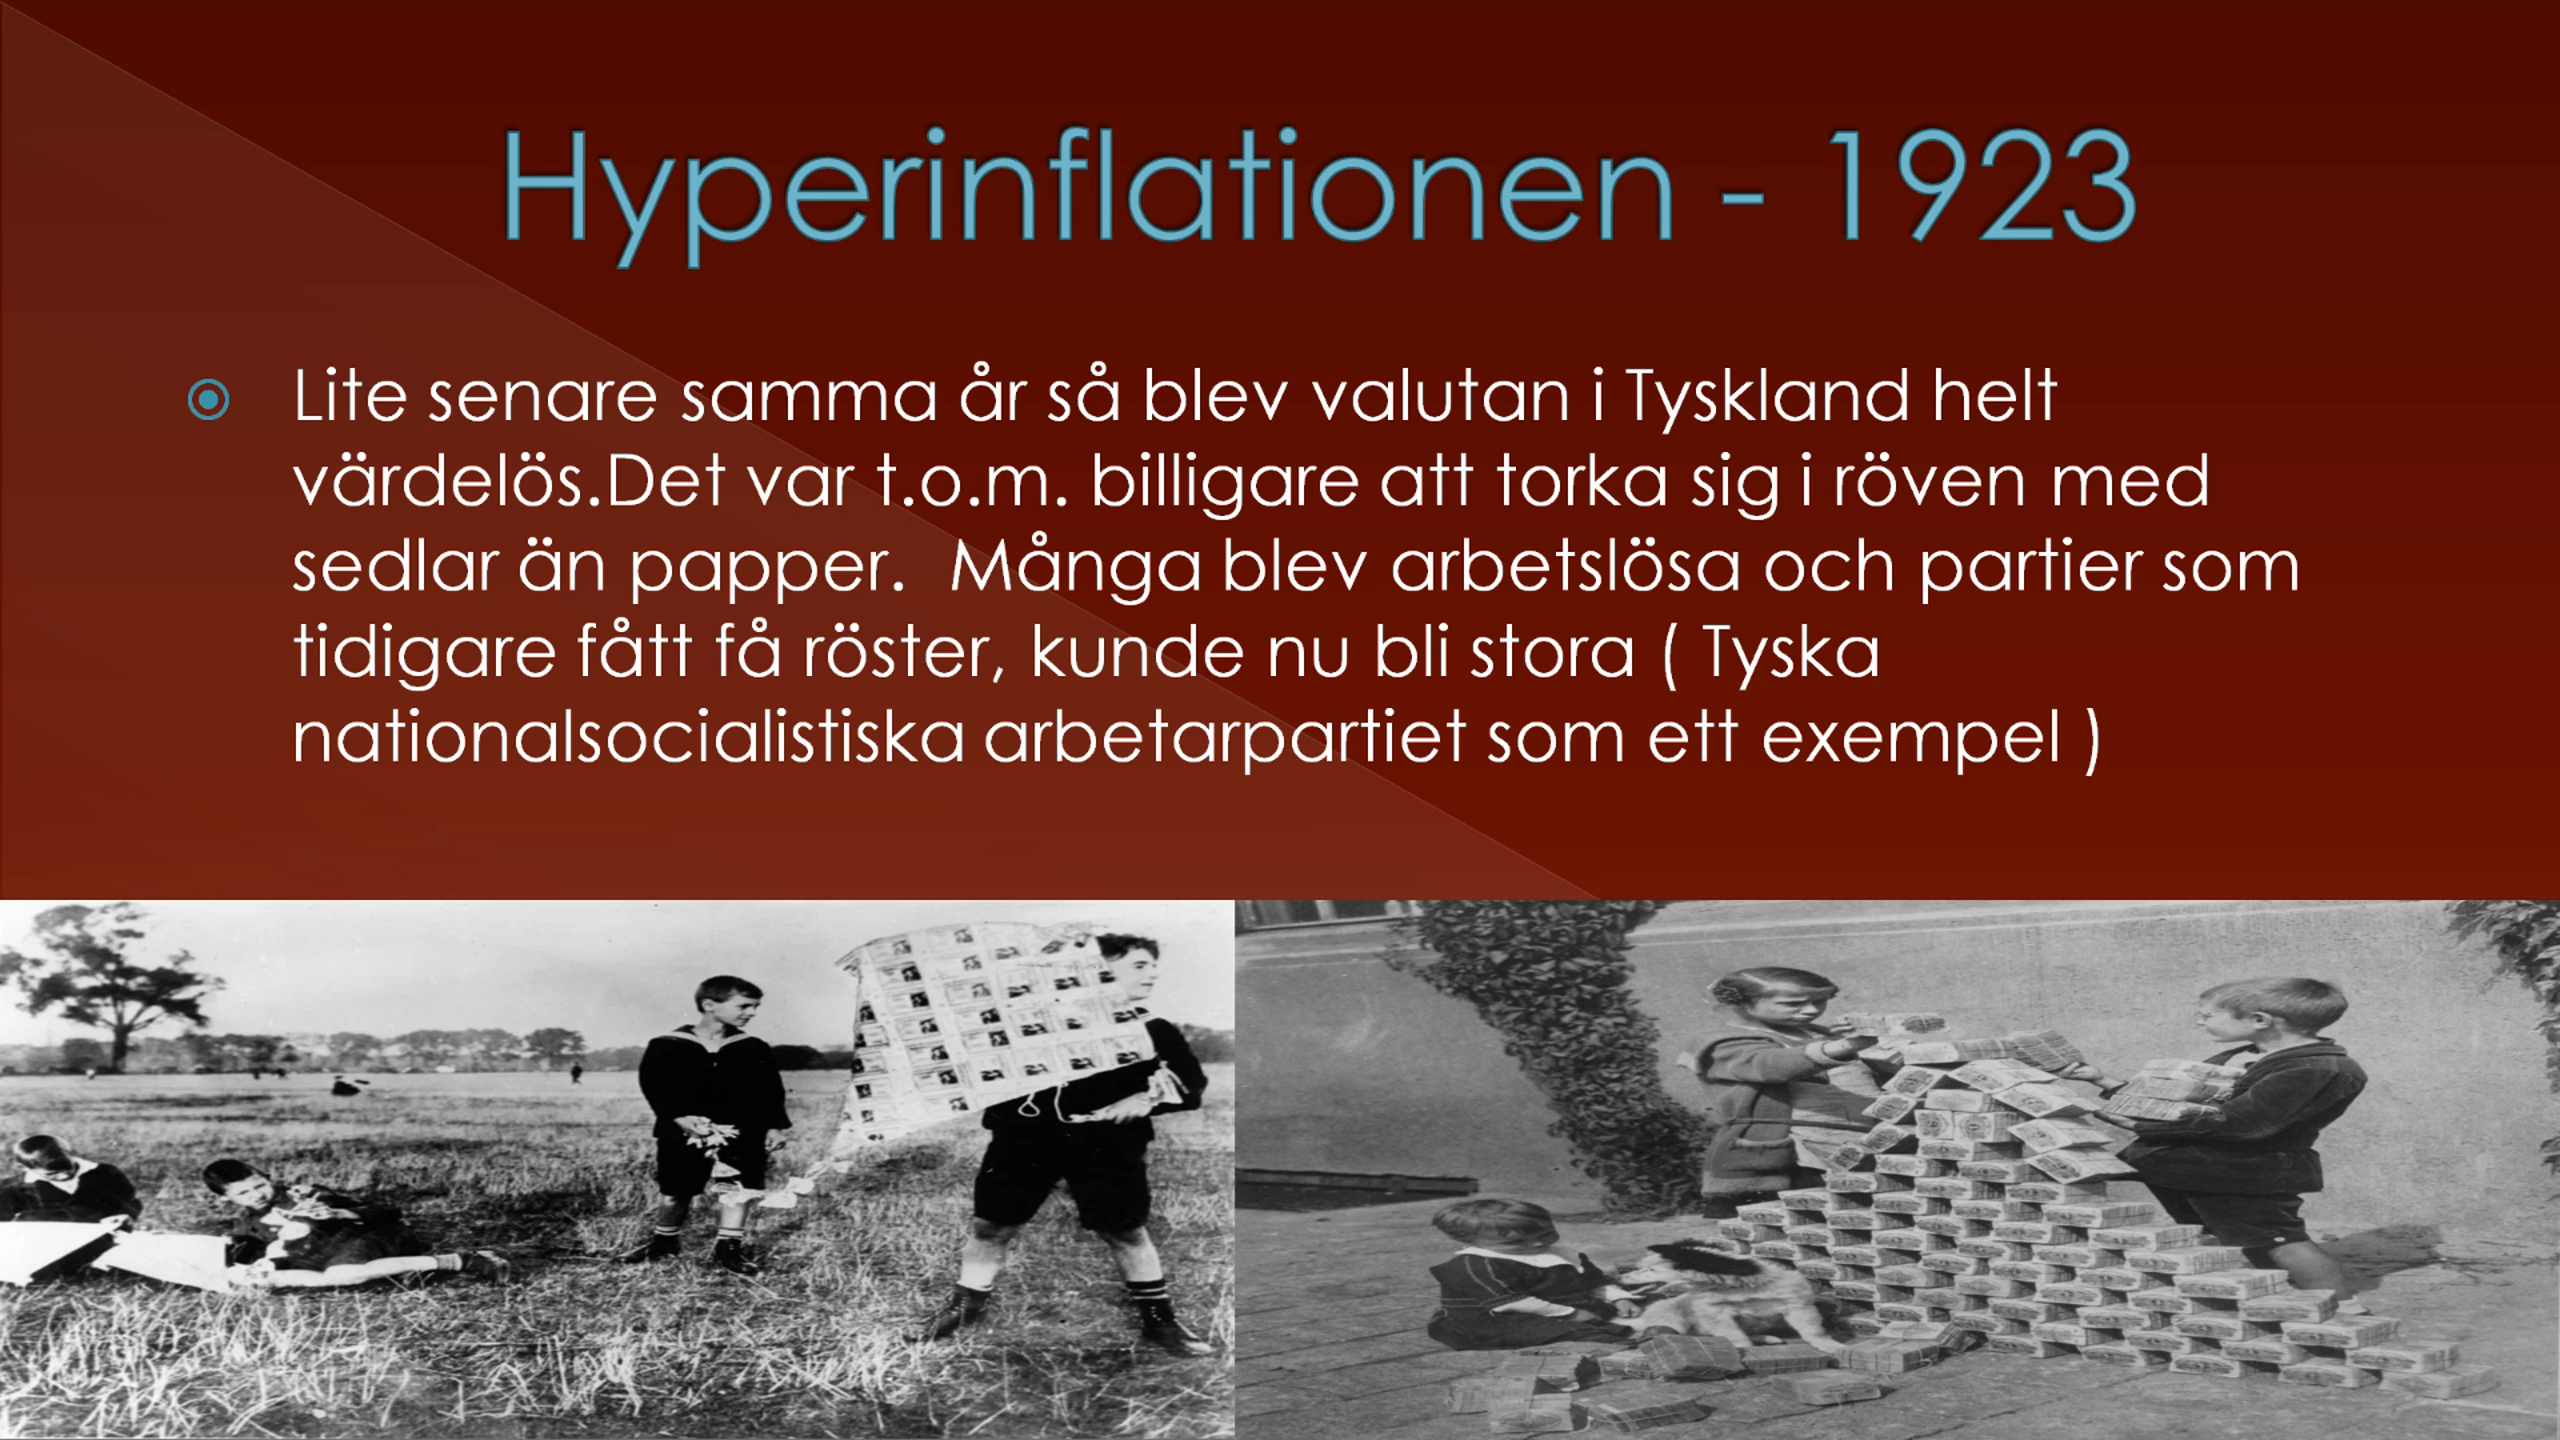 Hyperinflationen - 1923
Lite senare samma år så blev valutan i Tyskland helt
värdelös.Det var t.o.m. billigare att torka sig i röven med
sedlar än papper.  Många blev arbetslösa och partier som
tidigare fått få röster, kunde nu bli stora ( Tyska
nationalsocialistiska arbetarpartiet som ett exempel )